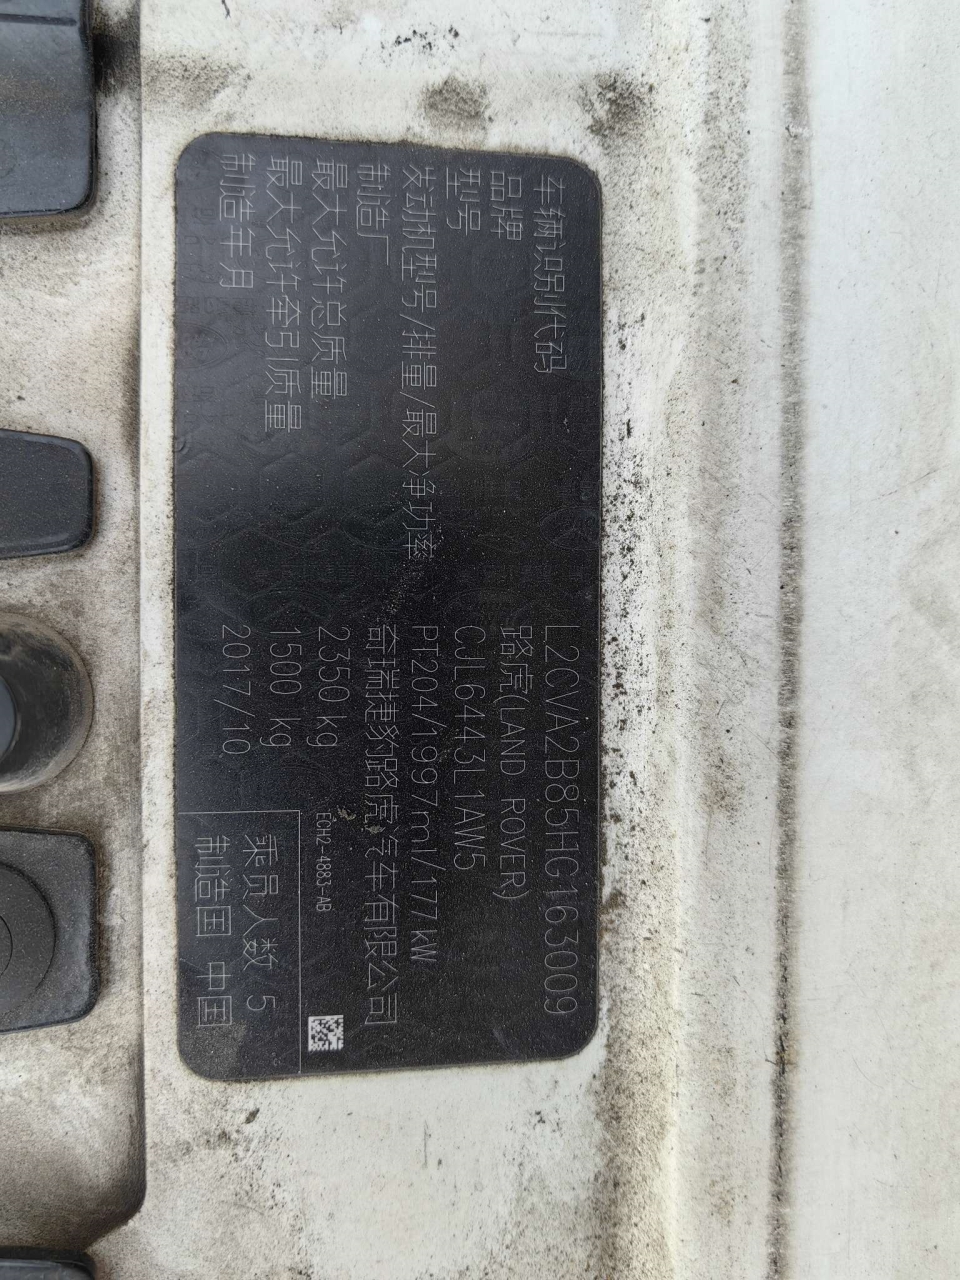 车辆识别代码 L2CVA2B85HG163009
品牌 路虎(LAND ROVER)
型号 CJL6443L1AW5
发动机型号/排量/最大净功率 PT204/1997ml/177kW
制造厂 奇瑞捷豹路虎汽车有限公司
最大允许总质量 2350 kg
最大允许牵引质量 1500 kg
制造年月 2017/10
ECH2-4883-AB
乘员人数 5
制造国 中国